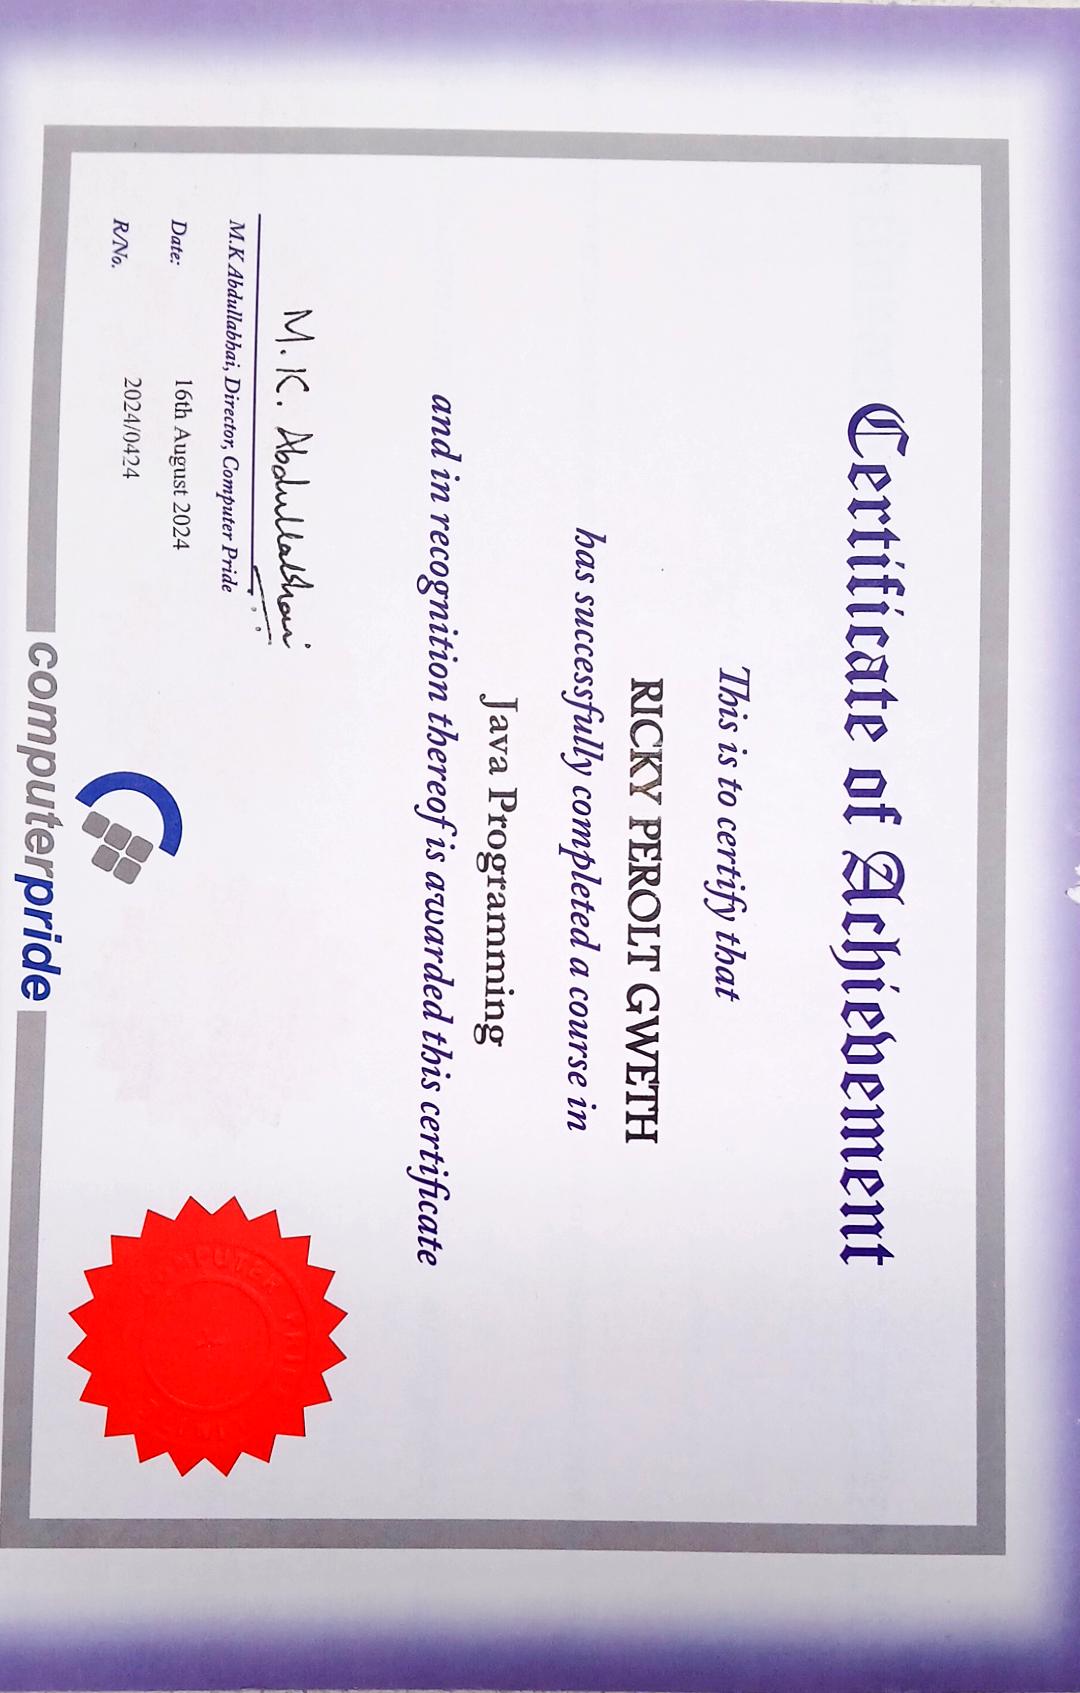 Certificate of Achievement
This is to certify that
RICKY PEROLT GWETH
has successfully completed a course in
Java Programming
and in recognition thereof is awarded this certificate
M. K. Abdullabhai
M.K Abdullabhai, Director, Computer Pride
Date: 16th August 2024
R/No. 2024/0424
computerpride
COMPUTER PRIDE